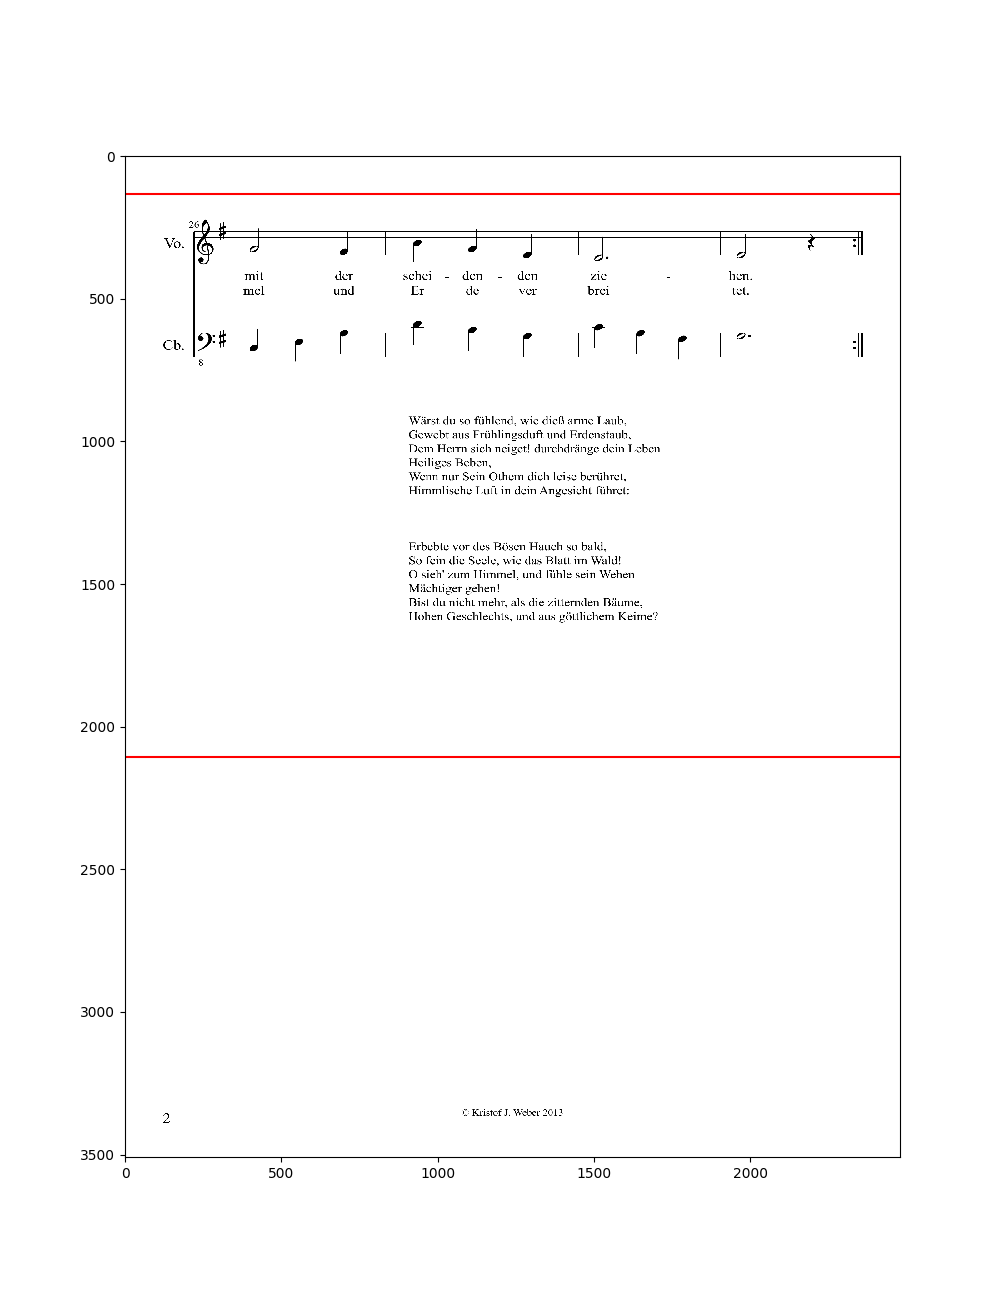 0
26
Vo.
mit der schei - den - den zie - hen.
mel und Er de ver brei tet.
500
Cb.
8
Wärst du so fühlend, wie dieß arme Laub,
1000
Gewebt aus Frühlingsduft und Erdenstaub,
Dem Herrn sich neiget! durchdränge dein Leben
Heiliges Beben,
Wenn nur Sein Othem dich leise berühret,
Himmlische Luft in dein Angesicht führet:
Erbebte vor des Bösen Hauch so bald,
So fein die Seele, wie das Blatt im Wald!
O sieh' zum Himmel, und fühle sein Wehen
1500
Mächtiger gehen!
Bist du nicht mehr, als die zitternden Bäume,
Hohen Geschlechts, und aus göttlichem Keime?
2000
2500
3000
2 © Kristof J. Weber 2013
3500
0 500 1000 1500 2000